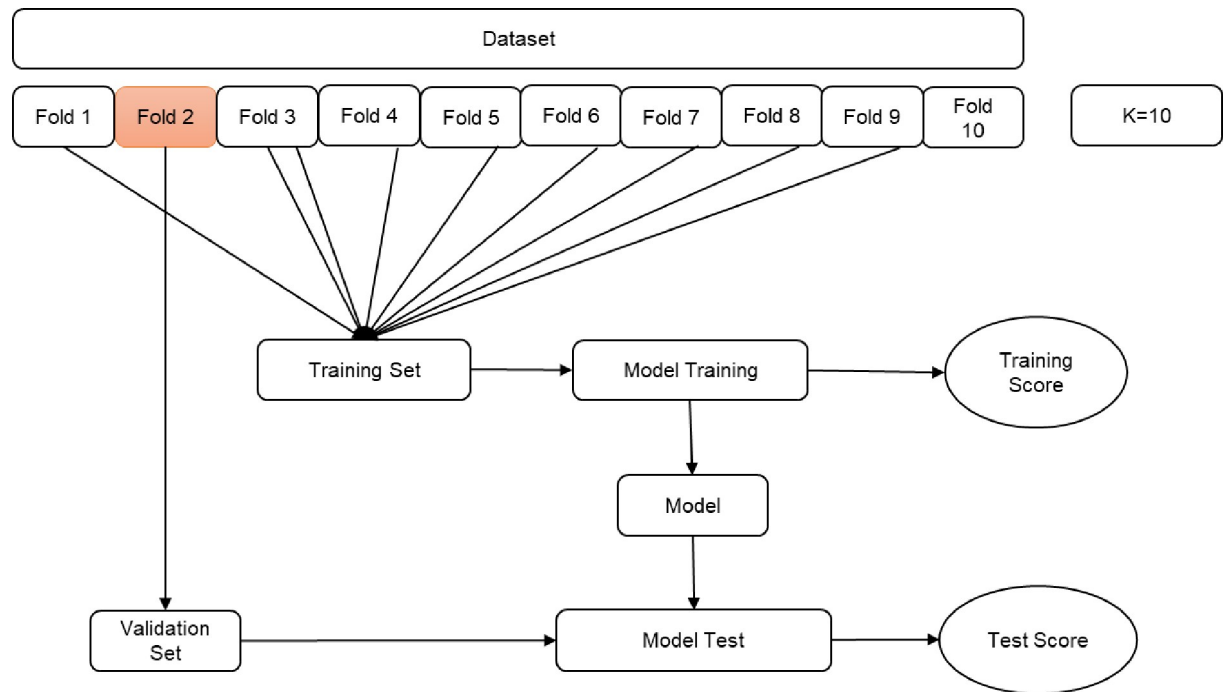 Dataset
Fold 1
Fold 2
Fold 3
Fold 4
Fold 5
Fold 6
Fold 7
Fold 8
Fold 9
Fold
10
K=10
Training Set
Model Training
Training
Score
Model
Validation
Set
Model Test
Test Score